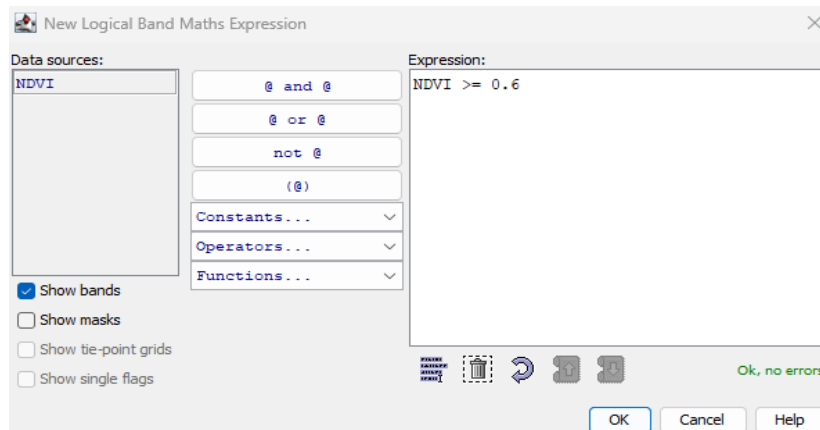 New Logical Band Maths Expression
Data sources:
NDVI
@ and @
@ or @
not @
(@)
Constants...
Operators...
Functions...
Show bands
Show masks
Show tie-point grids
Show single flags
Expression:
NDVI >= 0.6
Ok, no errors
OK Cancel Help